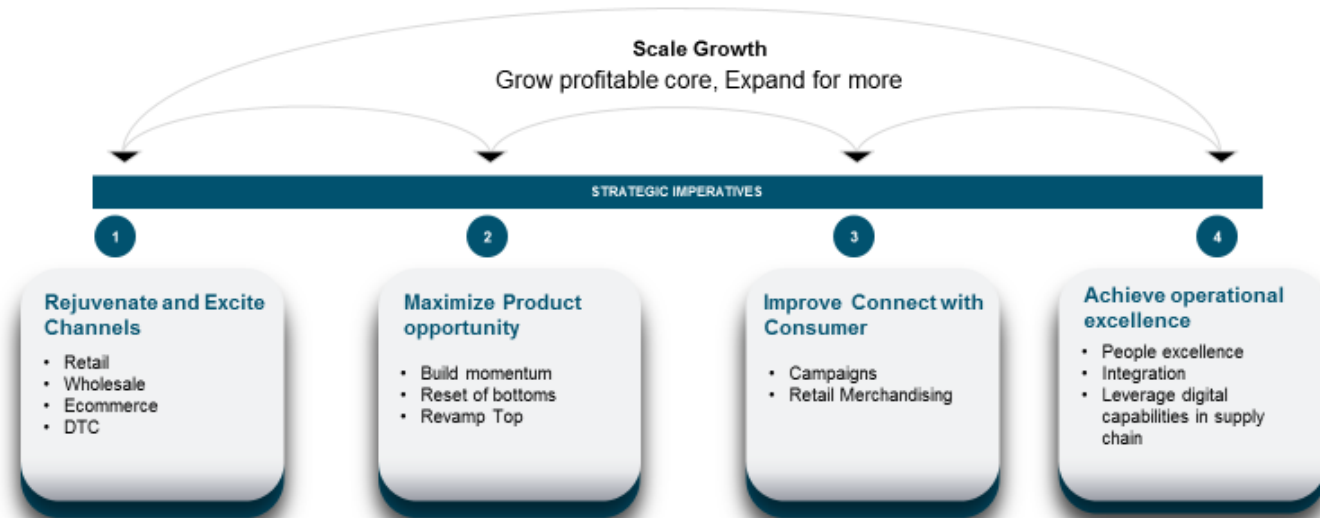 Scale Growth
Grow profitable core, Expand for more
STRATEGIC IMPERATIVES
1
2
3
4
Rejuvenate and Excite
Channels
• Retail
• Wholesale
• Ecommerce
• DTC
Maximize Product
opportunity
• Build momentum
• Reset of bottoms
• Revamp Top
Improve Connect with
Consumer
• Campaigns
• Retail Merchandising
Achieve operational
excellence
• People excellence
• Integration
• Leverage digital
capabilities in supply
chain